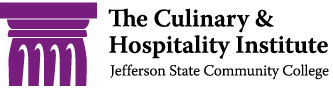 The Culinary &
Hospitality Institute
Jefferson State Community College